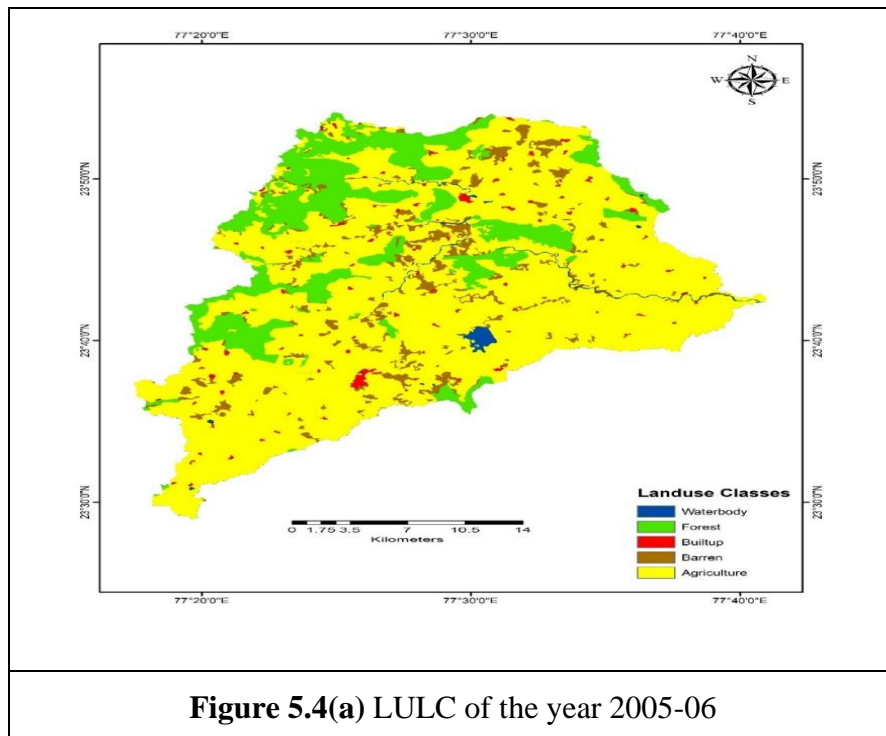 77°20'0"E 77°30'0"E 77°40'0"E
N
W E
S
23°50'0"N 23°50'0"N
23°40'0"N 23°40'0"N
23°30'0"N 23°30'0"N
Landuse Classes
Waterbody
Forest
Builtup
Barren
Agriculture
0 1.75 3.5 7 10.5 14
Kilometers
77°20'0"E 77°30'0"E 77°40'0"E
Figure 5.4(a) LULC of the year 2005-06